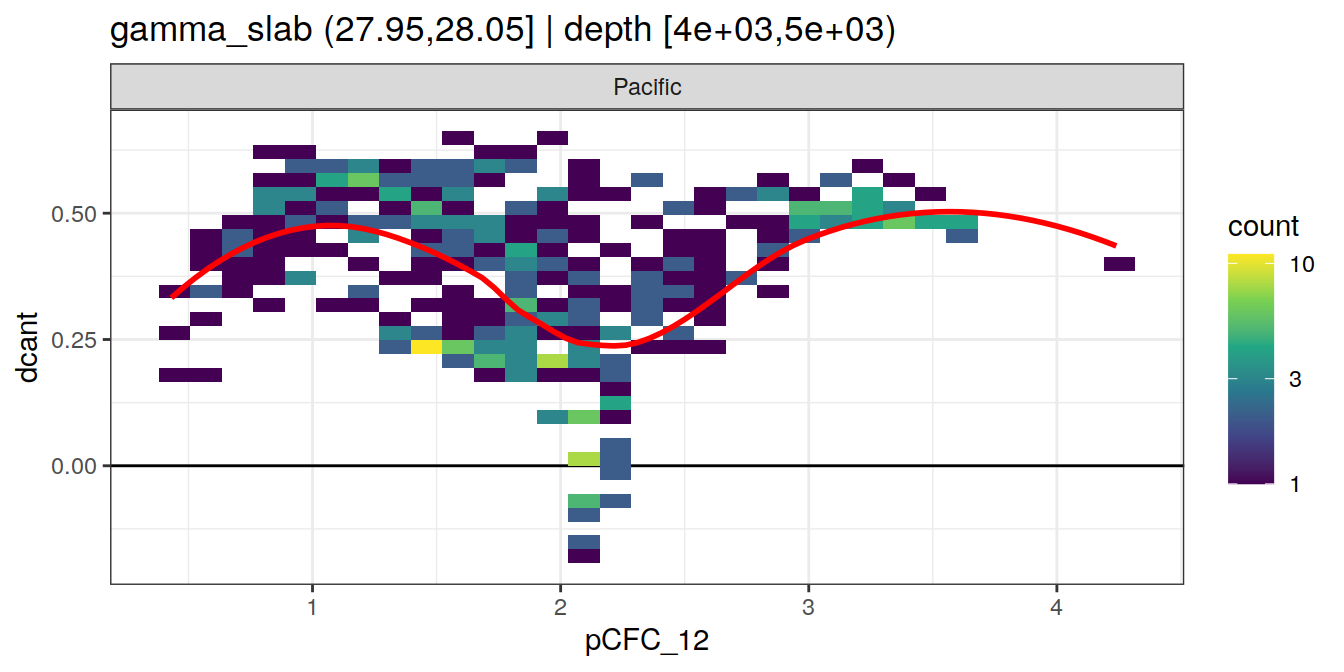 gamma_slab (27.95,28.05] | depth [4e+03,5e+03)
Pacific
0.50
0.25
0.00
dcant
1
2
3
4
pCFC_12
count
10
3
1